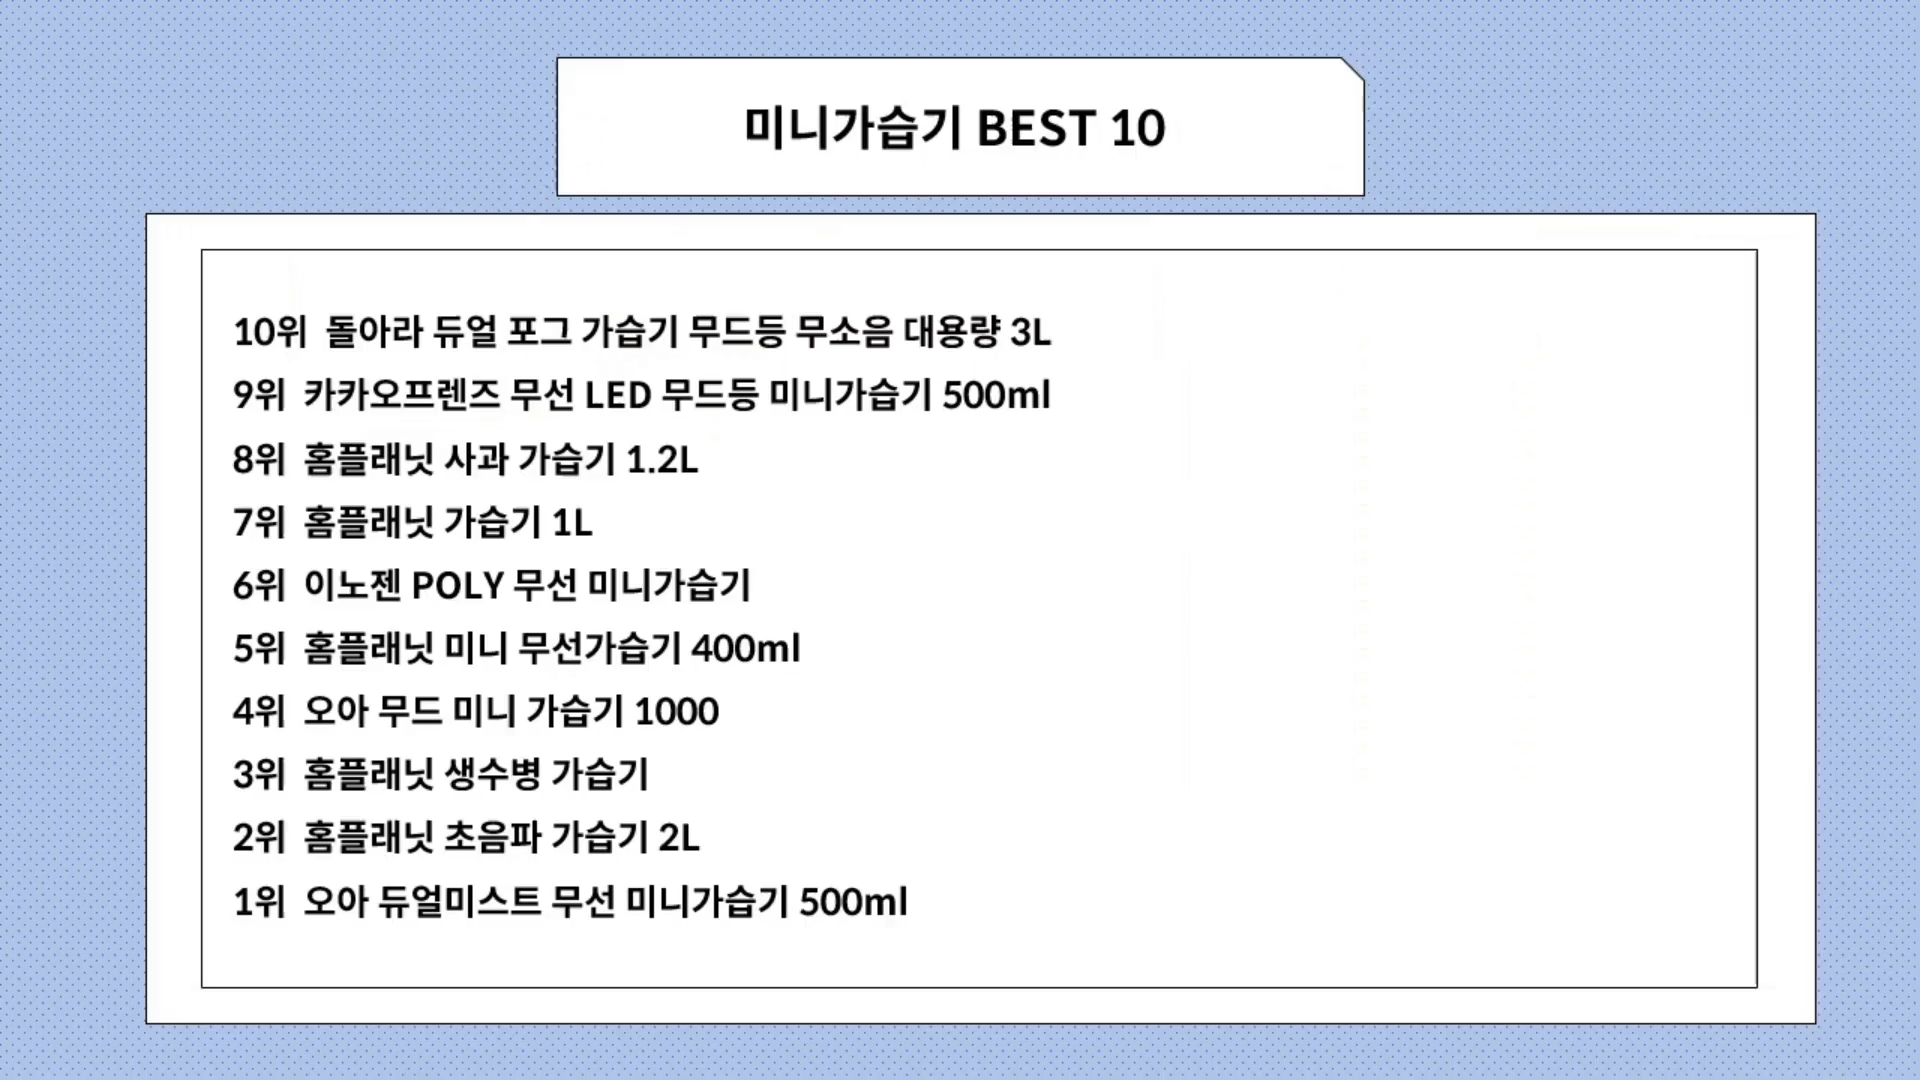 미니가습기 BEST 10
10위 돌아라 듀얼 포그 가습기 무드등 무소음 대용량 3L
9위 카카오프렌즈 무선 LED 무드등 미니가습기 500ml
8위 홈플래닛 사과 가습기 1.2L
7위 홈플래닛 가습기 1L
6위 이노젠 POLY 무선 미니가습기
5위 홈플래닛 미니 무선가습기 400ml
4위 오아 무드 미니 가습기 1000
3위 홈플래닛 생수병 가습기
2위 홈플래닛 초음파 가습기 2L
1위 오아 듀얼미스트 무선 미니가습기 500ml